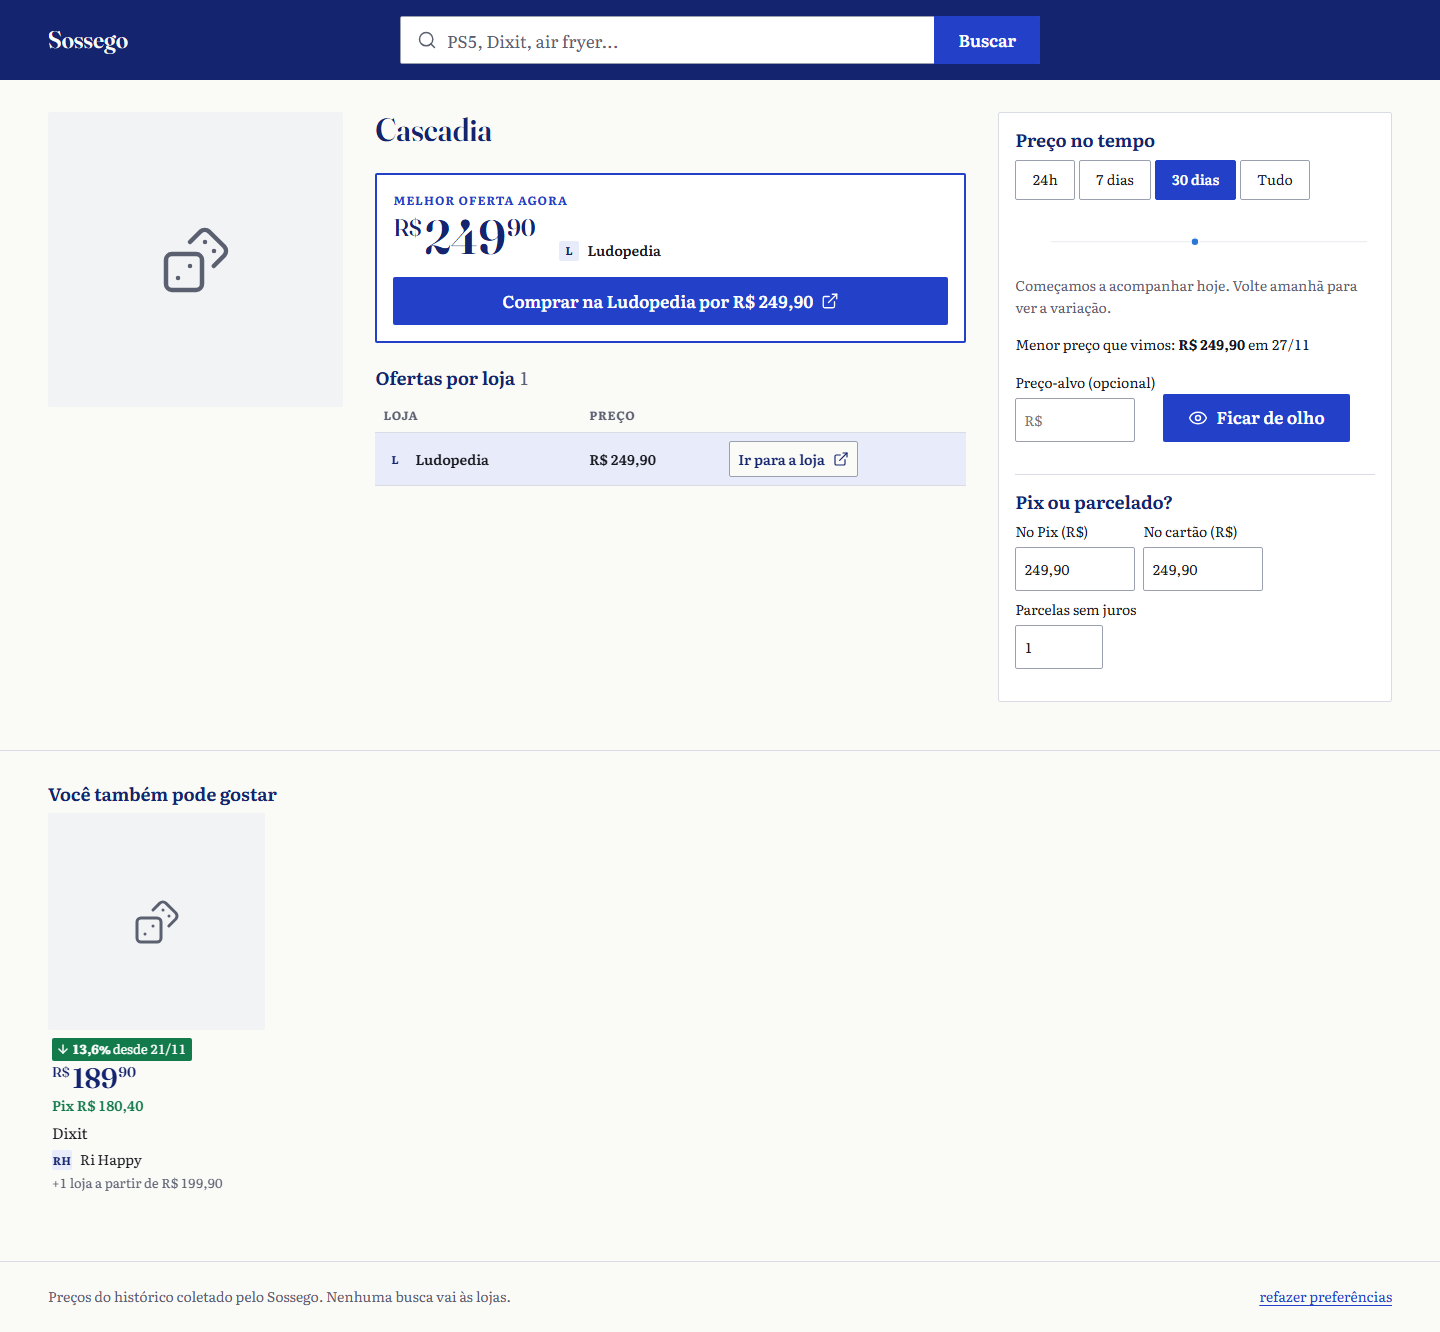 Sossego
PS5, Dixit, air fryer...
Buscar
Cascadia
MELHOR OFERTA AGORA
R$ 249 90
L Ludopedia
Comprar na Ludopedia por R$ 249,90
Ofertas por loja 1
LOJA PREÇO
L Ludopedia R$ 249,90 Ir para a loja
Preço no tempo
24h 7 dias 30 dias Tudo
Começamos a acompanhar hoje. Volte amanhã para
ver a variação.
Menor preço que vimos: R$ 249,90 em 27/11
Preço-alvo (opcional)
R$
Ficar de olho
Pix ou parcelado?
No Pix (R$) No cartão (R$)
249,90 249,90
Parcelas sem juros
1
Você também pode gostar
13,6% desde 21/11
R$ 189 90
Pix R$ 180,40
Dixit
RH Ri Happy
+1 loja a partir de R$ 199,90
Preços do histórico coletado pelo Sossego. Nenhuma busca vai às lojas.
refazer preferências